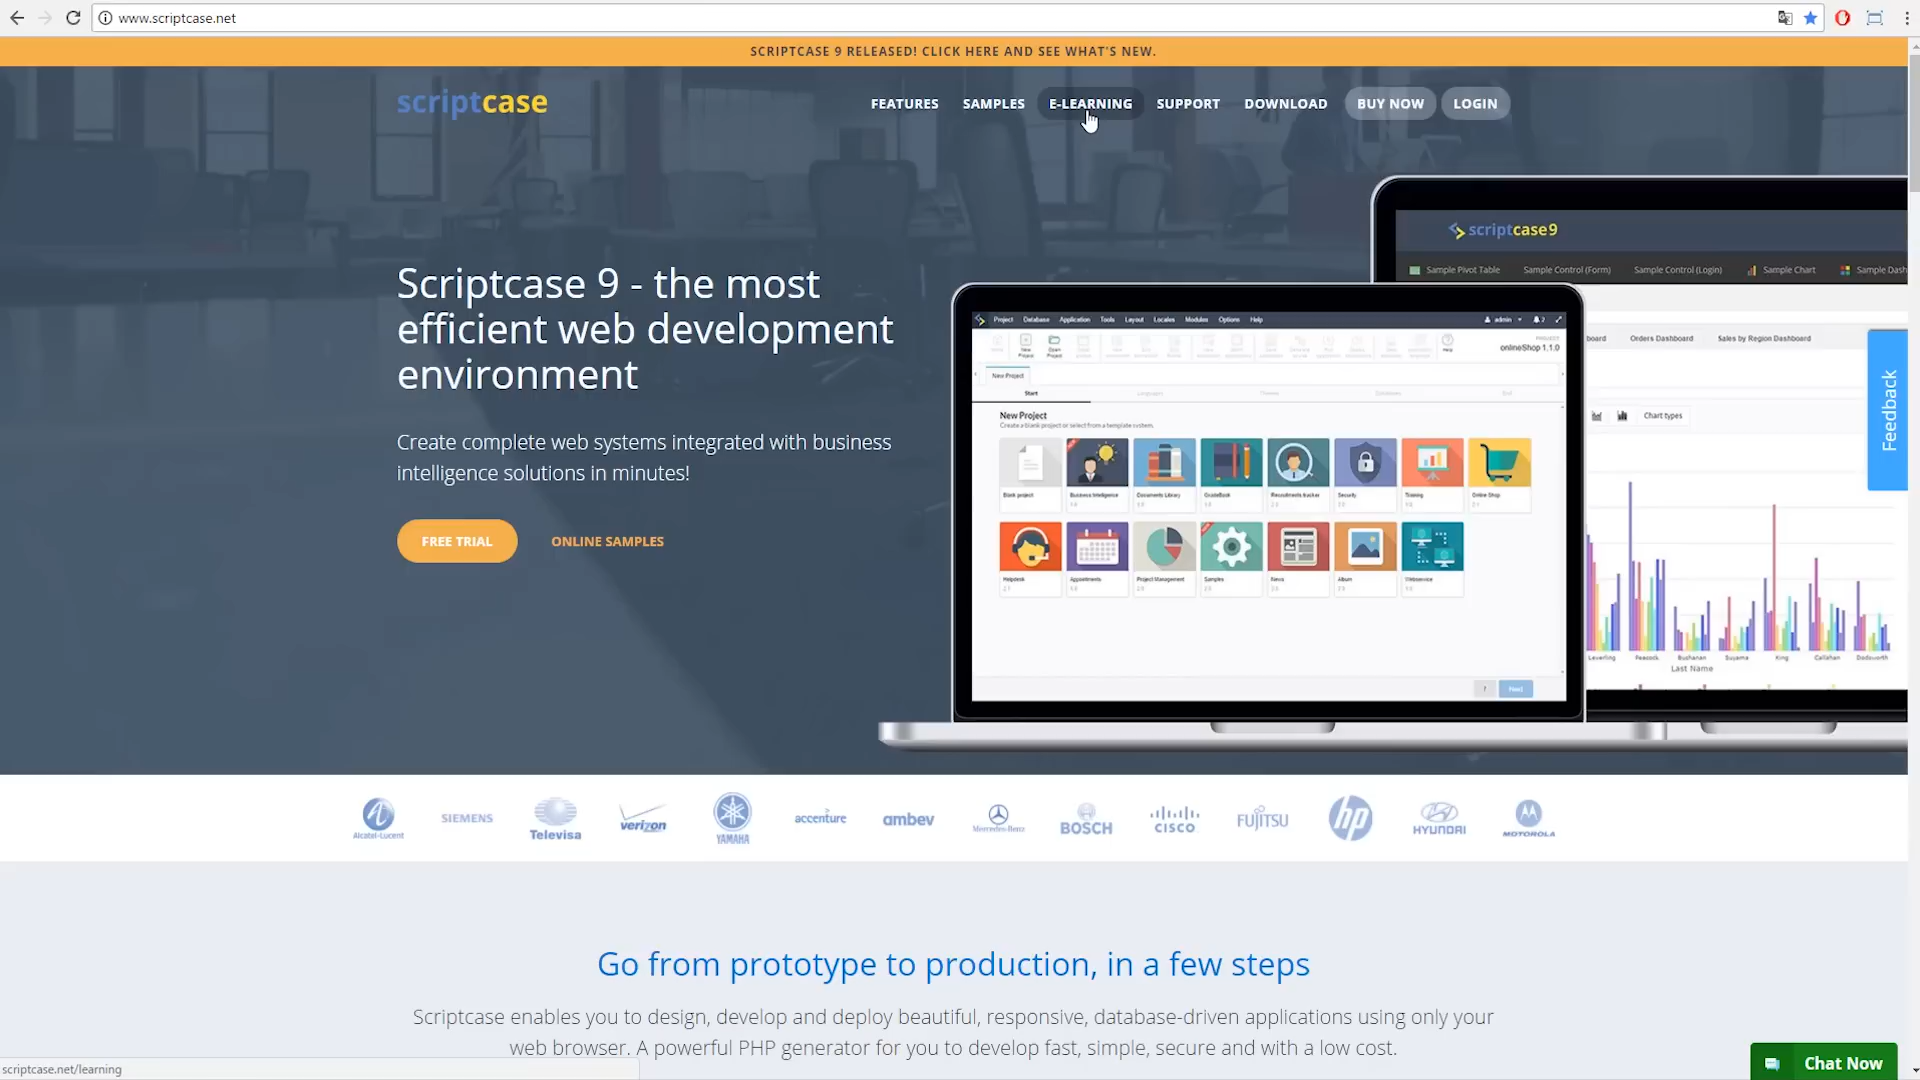 www.scriptcase.net
SCRIPTCASE 9 RELEASED! CLICK HERE AND SEE WHAT'S NEW.
scriptcase
FEATURES SAMPLES E-LEARNING SUPPORT DOWNLOAD BUY NOW LOGIN
scriptcase9
Sample Pivot Table Sample Control (Form) Sample Control (Login) Sample Chart Sample Dash
Scriptcase 9 - the most
efficient web development
environment
Create complete web systems integrated with business
intelligence solutions in minutes!
FREE TRIAL ONLINE SAMPLES
Project Database Application Tools Layout Locales Modules Options Help admin 2
New Project Open Project Help
onlineShop 1.1.0
New Project
Start
New Project
Create a blank project or select from a template system.
Blank project Business Intelligence Documents Library GradeBook Recruitments tracker Security Training Online Shop
Helpdesk Appointments Project Management Samples News Album Webservice
Next
board Orders Dashboard Sales by Region Dashboard
Chart types
Leverling Peacock Buchanan Suyama King Callahan Dodsworth
Last Name
Feedback
Alcatel-Lucent SIEMENS Televisa verizon YAMAHA accenture ambev Mercedes-Benz BOSCH CISCO FUJITSU hp HYUNDAI MOTOROLA
Go from prototype to production, in a few steps
Scriptcase enables you to design, develop and deploy beautiful, responsive, database-driven applications using only your
web browser. A powerful PHP generator for you to develop fast, simple, secure and with a low cost.
scriptcase.net/learning
Chat Now